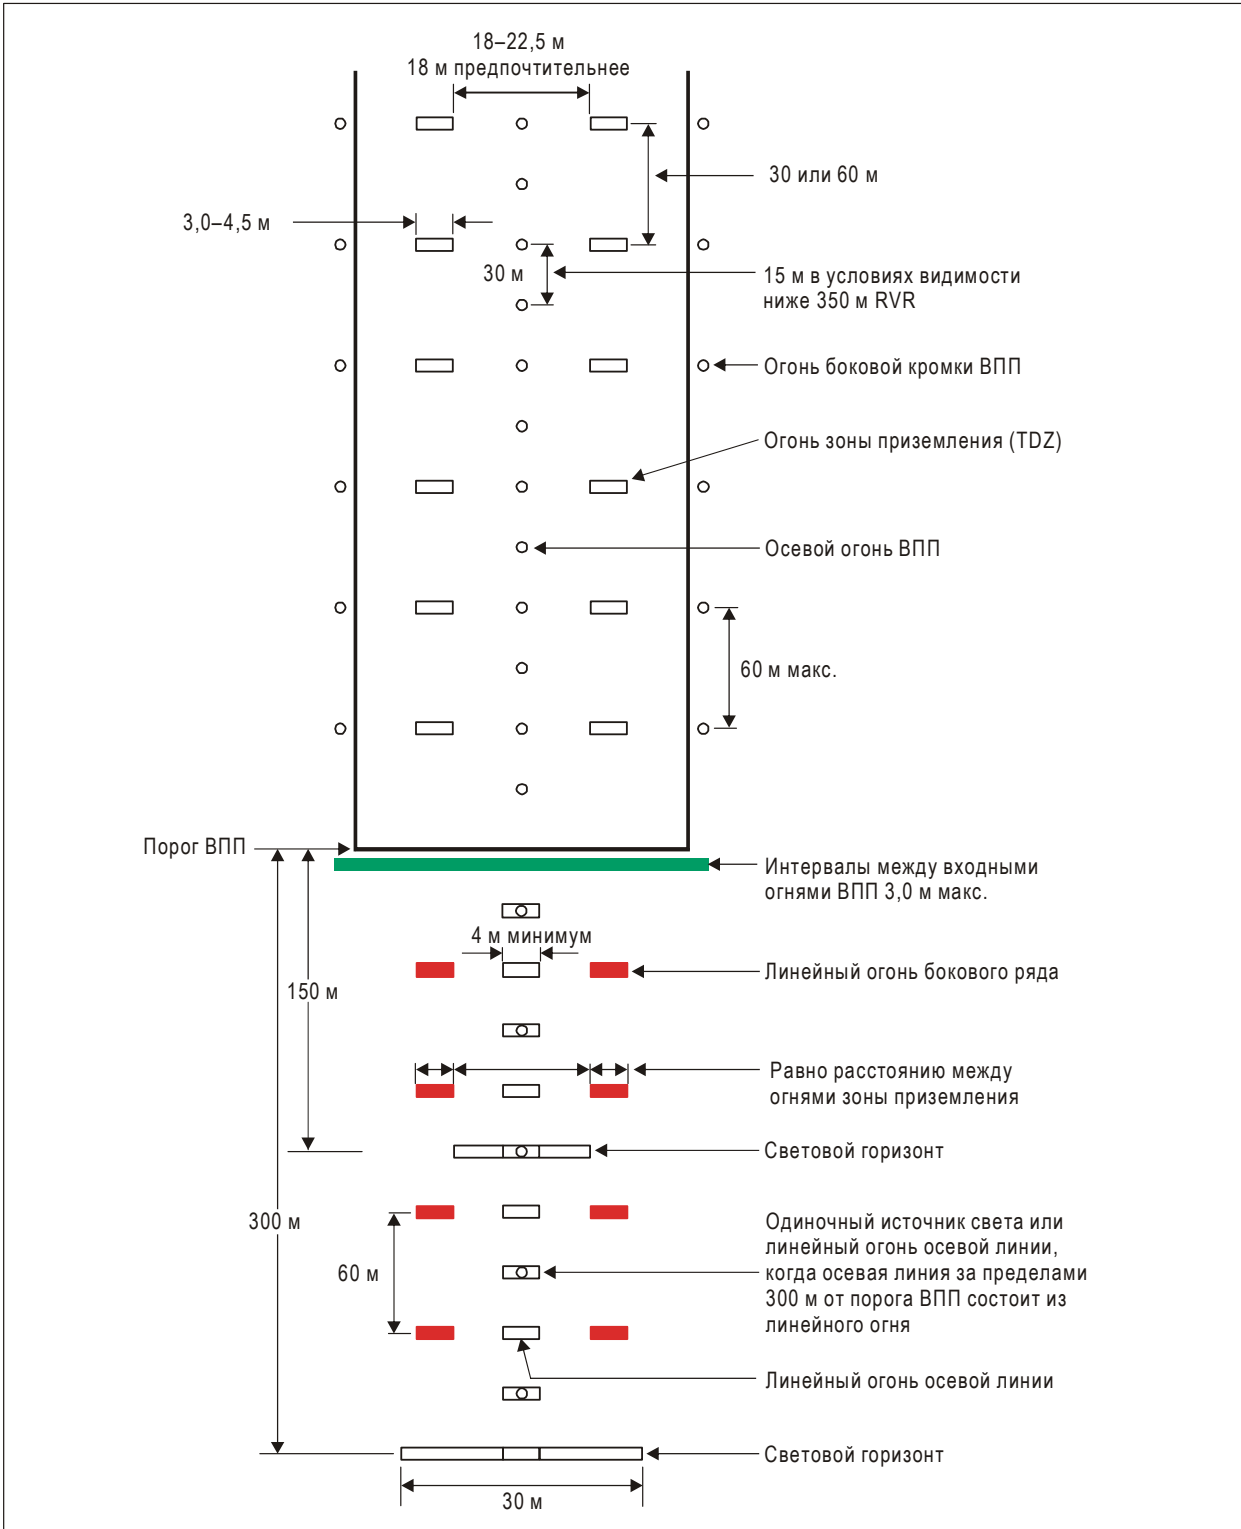 18–22,5 м
18 м предпочтительнее
30 или 60 м
3,0–4,5 м
30 м
15 м в условиях видимости
ниже 350 м RVR
Огонь боковой кромки ВПП
Огонь зоны приземления (TDZ)
Осевой огонь ВПП
60 м макс.
Порог ВПП
Интервалы между входными
огнями ВПП 3,0 м макс.
4 м минимум
Линейный огонь бокового ряда
150 м
Равно расстоянию между
огнями зоны приземления
Световой горизонт
300 м
Одиночный источник света или
линейный огонь осевой линии,
когда осевая линия за пределами
300 м от порога ВПП состоит из
линейного огня
60 м
Линейный огонь осевой линии
Световой горизонт
30 м